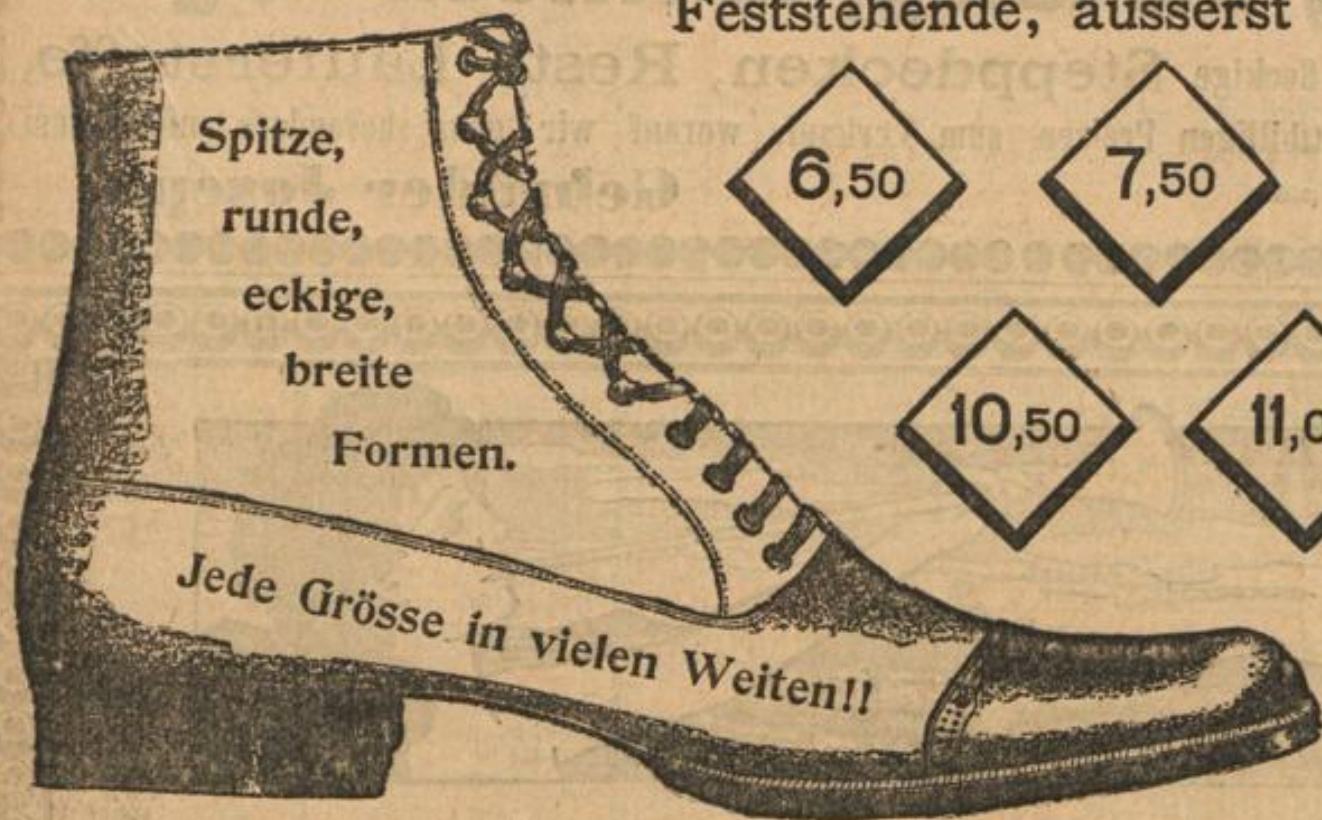 Feststehende, äusserst
6,50
7,50
10,50
Spitze,
runde,
eckige,
breite
Formen.
Jede Grösse in vielen Weiten!!